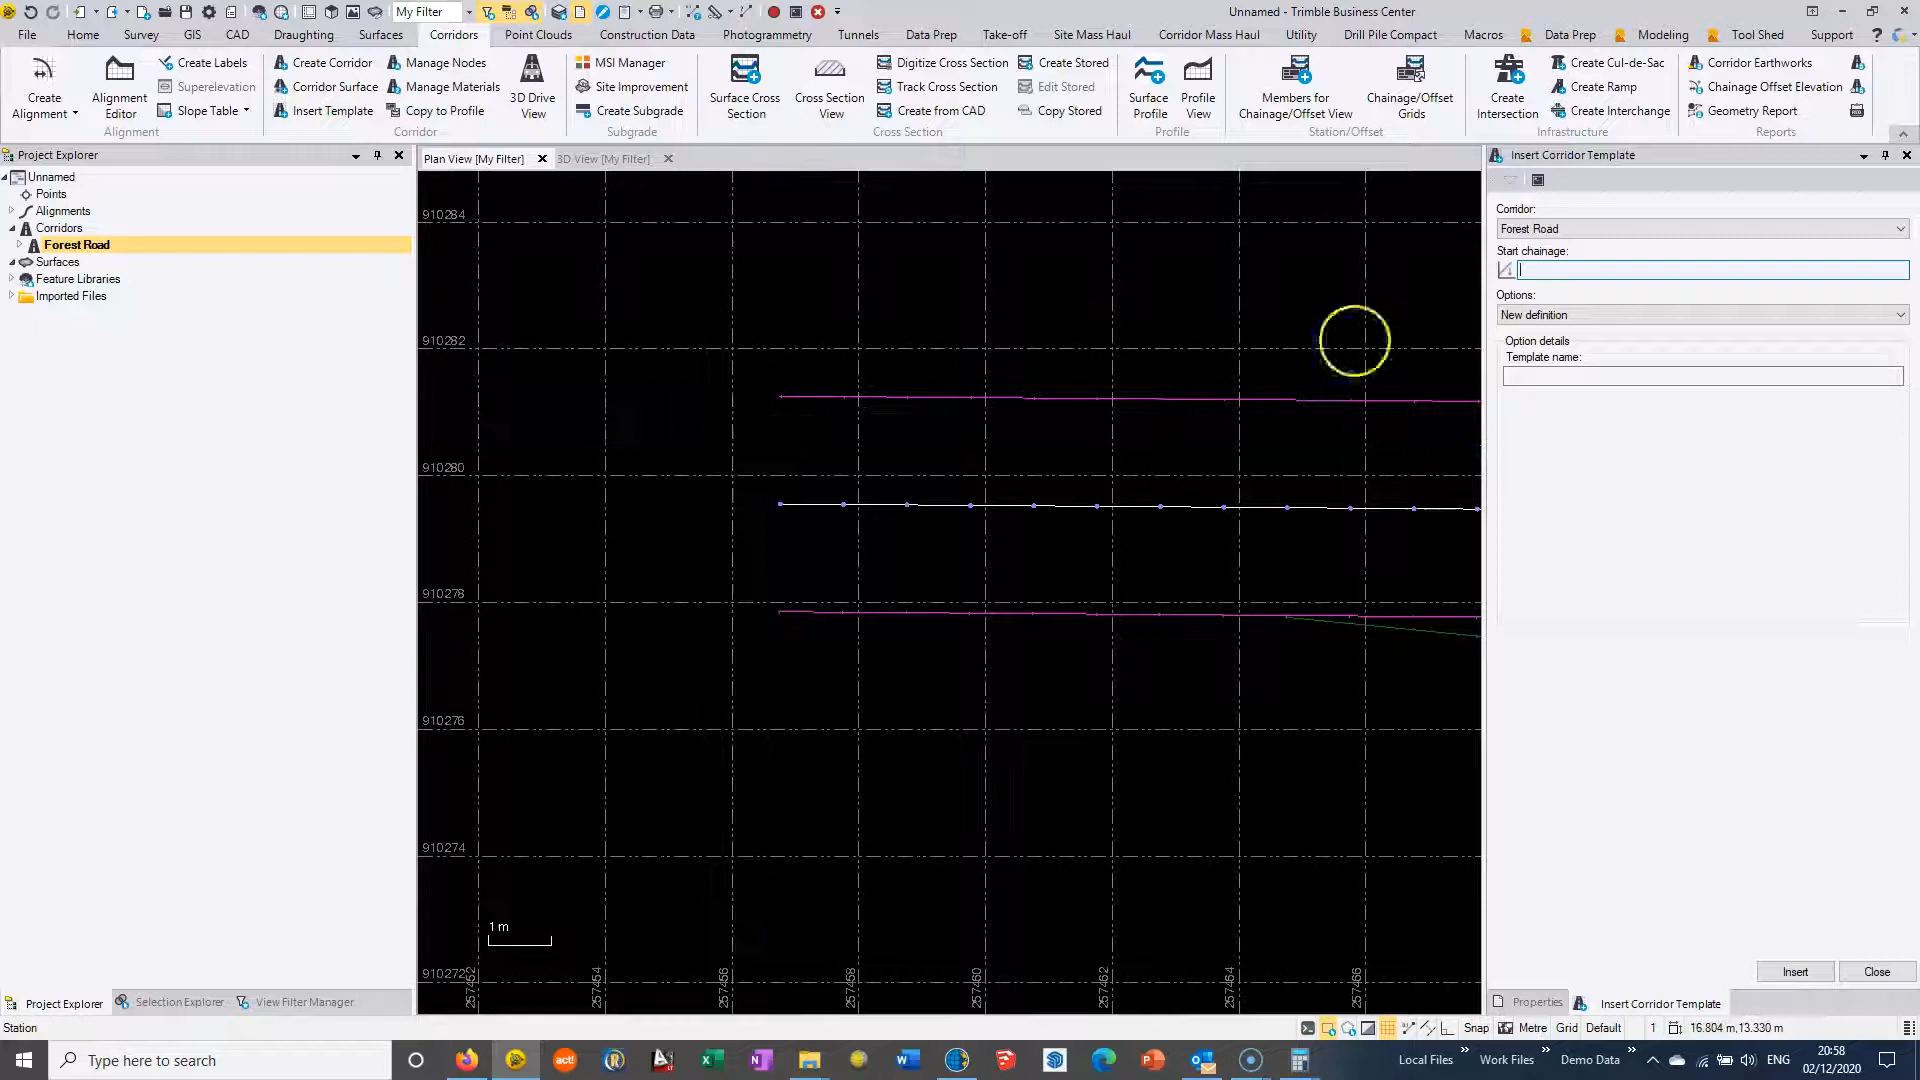 My Filter
Unnamed - Trimble Business Center
File Home Survey GIS CAD Draughting Surfaces Corridors Point Clouds Construction Data Photogrammetry Tunnels Data Prep Take-off Site Mass Haul Corridor Mass Haul Utility Drill Pile Compact Macros Data Prep Modeling Tool Shed Support
Create Alignment
Alignment Editor
Create Labels
Superelevation
Slope Table
Alignment
Create Corridor
Corridor Surface
Insert Template
Manage Nodes
Manage Materials
Copy to Profile
3D Drive View
Corridor
MSI Manager
Site Improvement
Create Subgrade
Subgrade
Surface Cross Section
Cross Section View
Digitize Cross Section
Track Cross Section
Create from CAD
Create Stored
Edit Stored
Copy Stored
Cross Section
Surface Profile
Profile View
Profile
Members for Chainage/Offset View
Chainage/Offset Grids
Station/Offset
Create Intersection
Create Cul-de-Sac
Create Ramp
Create Interchange
Infrastructure
Corridor Earthworks
Chainage Offset Elevation
Geometry Report
Reports
Project Explorer
Unnamed
Points
Alignments
Corridors
Forest Road
Surfaces
Feature Libraries
Imported Files
Plan View [My Filter]
3D View [My Filter]
910284
910282
910280
910278
910276
910274
910272
1 m
257452
257454
257456
257458
257460
257462
257464
257466
Insert Corridor Template
Corridor:
Forest Road
Start chainage:
Options:
New definition
Option details
Template name:
Insert
Close
Project Explorer
Selection Explorer
View Filter Manager
Properties
Insert Corridor Template
Station
Snap Metre Grid Default 1 16.804 m,13.330 m
Type here to search
act!
Local Files
Work Files
Demo Data
ENG
20:58
02/12/2020